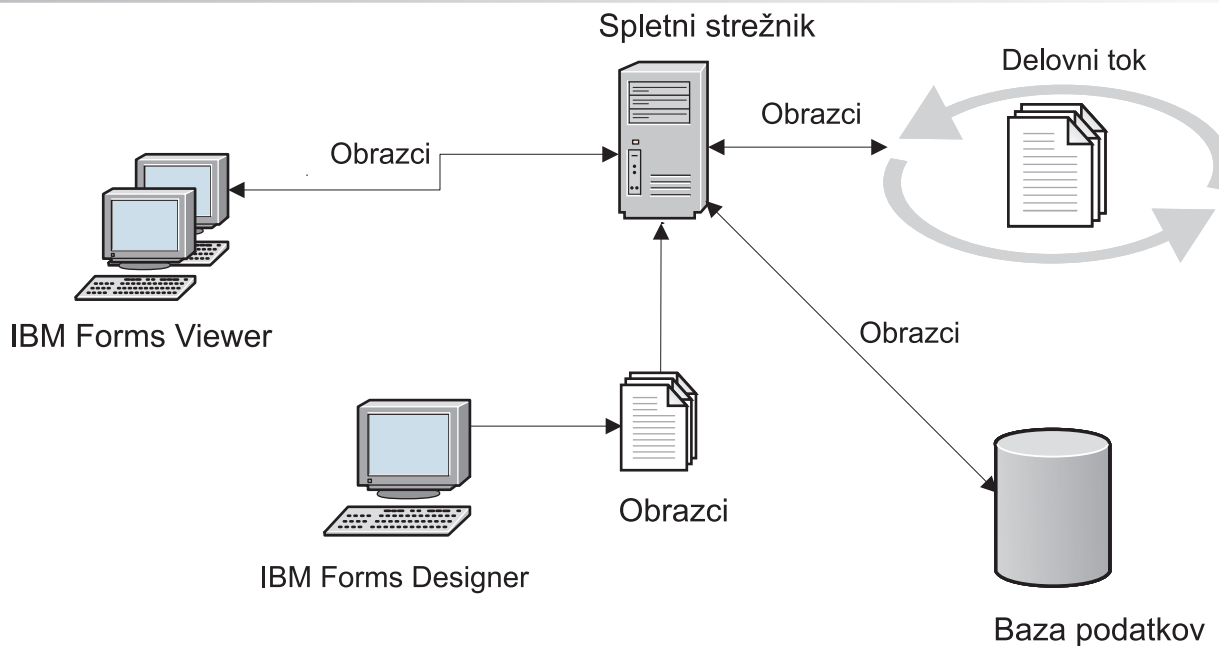 Spletni strežnik
Delovni tok
Obrazci
Obrazci
IBM Forms Viewer
Obrazci
Obrazci
IBM Forms Designer
Baza podatkov